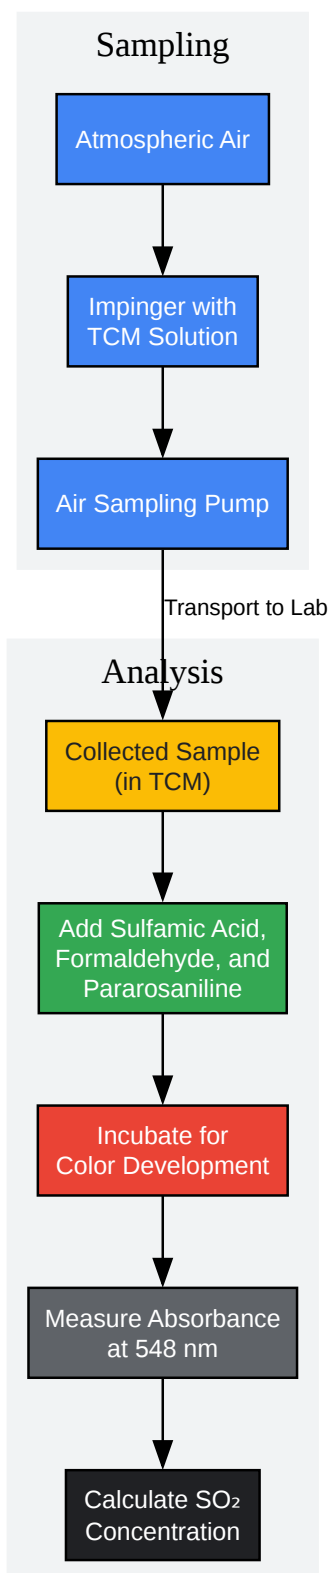 Sampling
Atmospheric Air
Impinger with
TCM Solution
Air Sampling Pump
Transport to Lab
Analysis
Collected Sample
(in TCM)
Add Sulfamic Acid,
Formaldehyde, and
Pararosaniline
Incubate for
Color Development
Measure Absorbance
at 548 nm
Calculate SO₂
Concentration